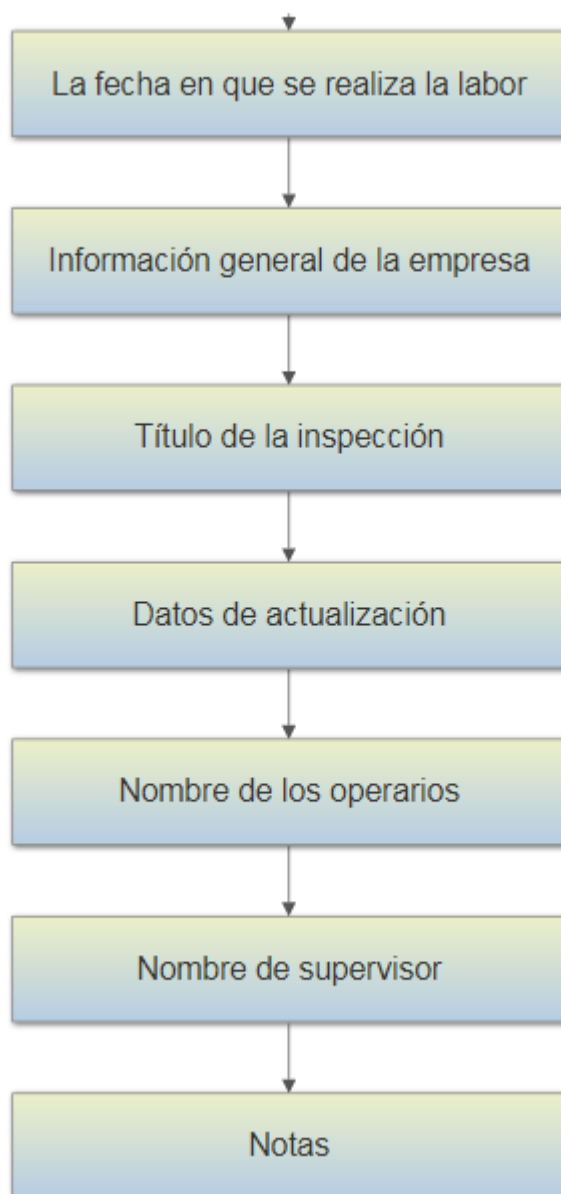 La fecha en que se realiza la labor
Información general de la empresa
Título de la inspección
Datos de actualización
Nombre de los operarios
Nombre de supervisor
Notas